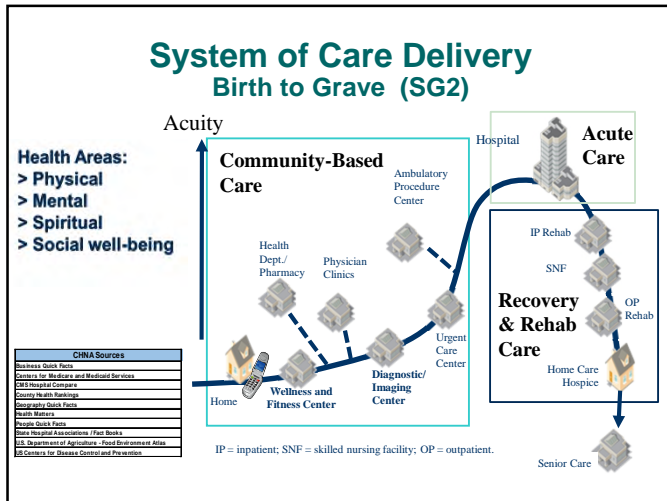 System of Care Delivery
Birth to Grave (SG2)
Acuity
Health Areas:
> Physical
> Mental
> Spiritual
> Social well-being
Community-Based
Care
Ambulatory
Procedure
Center
Health
Dept./
Pharmacy
Physician
Clinics
Urgent
Care
Center
Home
Wellness and
Fitness Center
Diagnostic/
Imaging
Center
Hospital
Acute
Care
IP Rehab
SNF
OP
Rehab
Recovery
& Rehab
Care
Home Care
Hospice
Senior Care
CHNA Sources
Business Quick Facts
Centers for Medicare and Medicaid Services
CMS Hospital Compare
County Health Rankings
Geography Quick Facts
Health Matters
People Quick Facts
State Hospital Associations / Fact Books
U.S. Department of Agriculture - Food Environment Atlas
US Centers for Disease Control and Prevention
IP = inpatient; SNF = skilled nursing facility; OP = outpatient.